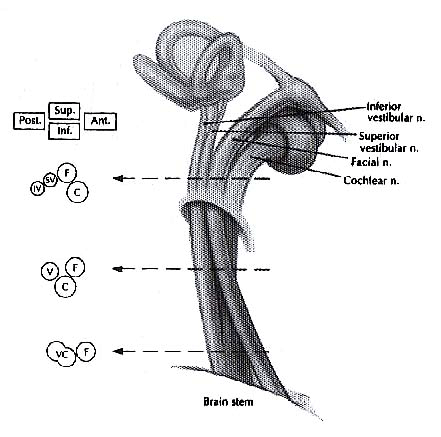 Inferior
vestibular n.
Superior
vestibular n.
Facial n.
Cochlear n.
Sup.
Post. Ant.
Inf.
IV SV F
C
V F
C
VC F
Brain stem